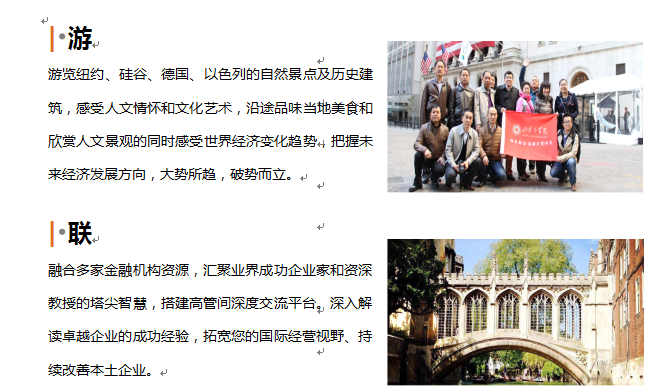 |•游
游览纽约、硅谷、德国、以色列的自然景点及历史建
筑，感受人文情怀和文化艺术，沿途品味当地美食和
欣赏人文景观的同时感受世界经济变化趋势，把握未
来经济发展方向，大势所趋，破势而立。
|•联
融合多家金融机构资源，汇聚业界成功企业家和资深
教授的塔尖智慧，搭建高管间深度交流平台。深入解
读卓越企业的成功经验，拓宽您的国际经营视野、持
续改善本土企业。